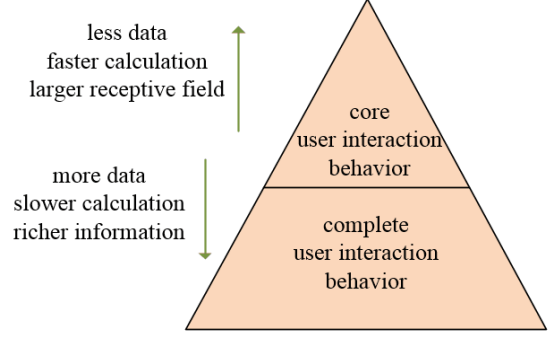 less data
faster calculation
larger receptive field
core
user interaction
behavior
more data
slower calculation
richer information
complete
user interaction
behavior